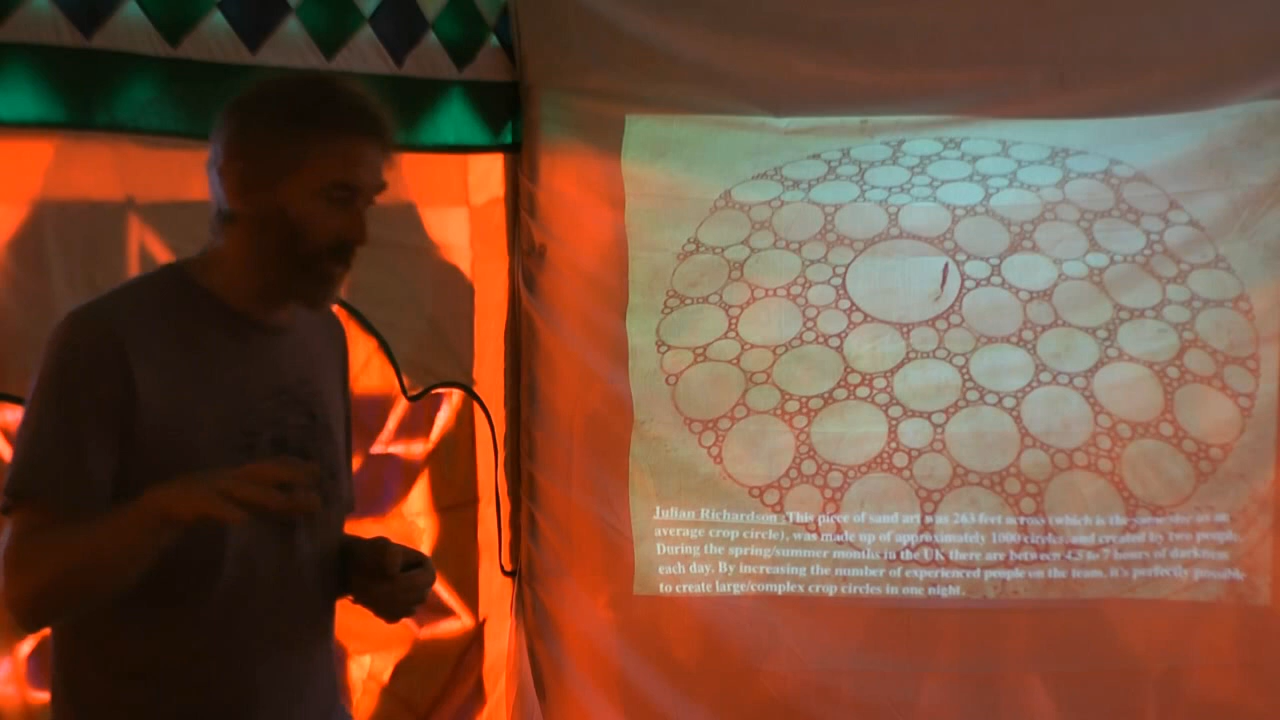 Julian Richardson :This piece of sand art was 263 feet across (which is the same size as an
average crop circle), was made up of approximately 1000 circles, and created by two people.
During the spring/summer months in the UK there are between 4.5 to 7 hours of darkness
each day. By increasing the number of experienced people on the team, it's perfectly possible
to create large/complex crop circles in one night.